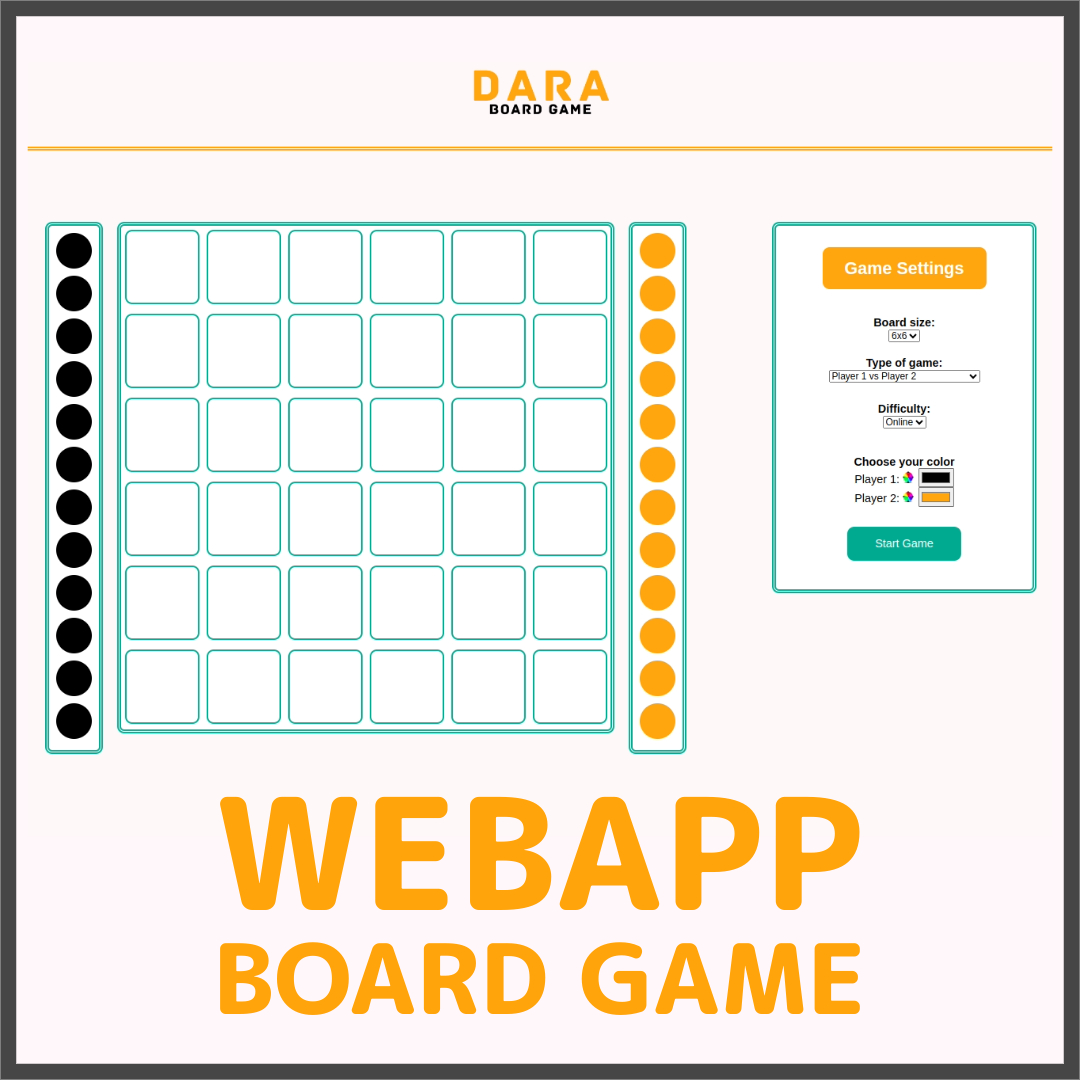 DARA
BOARD GAME
Game Settings
Board size:
6x6
Type of game:
Player 1 vs Player 2
Difficulty:
Online
Choose your color
Player 1:
Player 2:
Start Game
WEBAPP
BOARD GAME